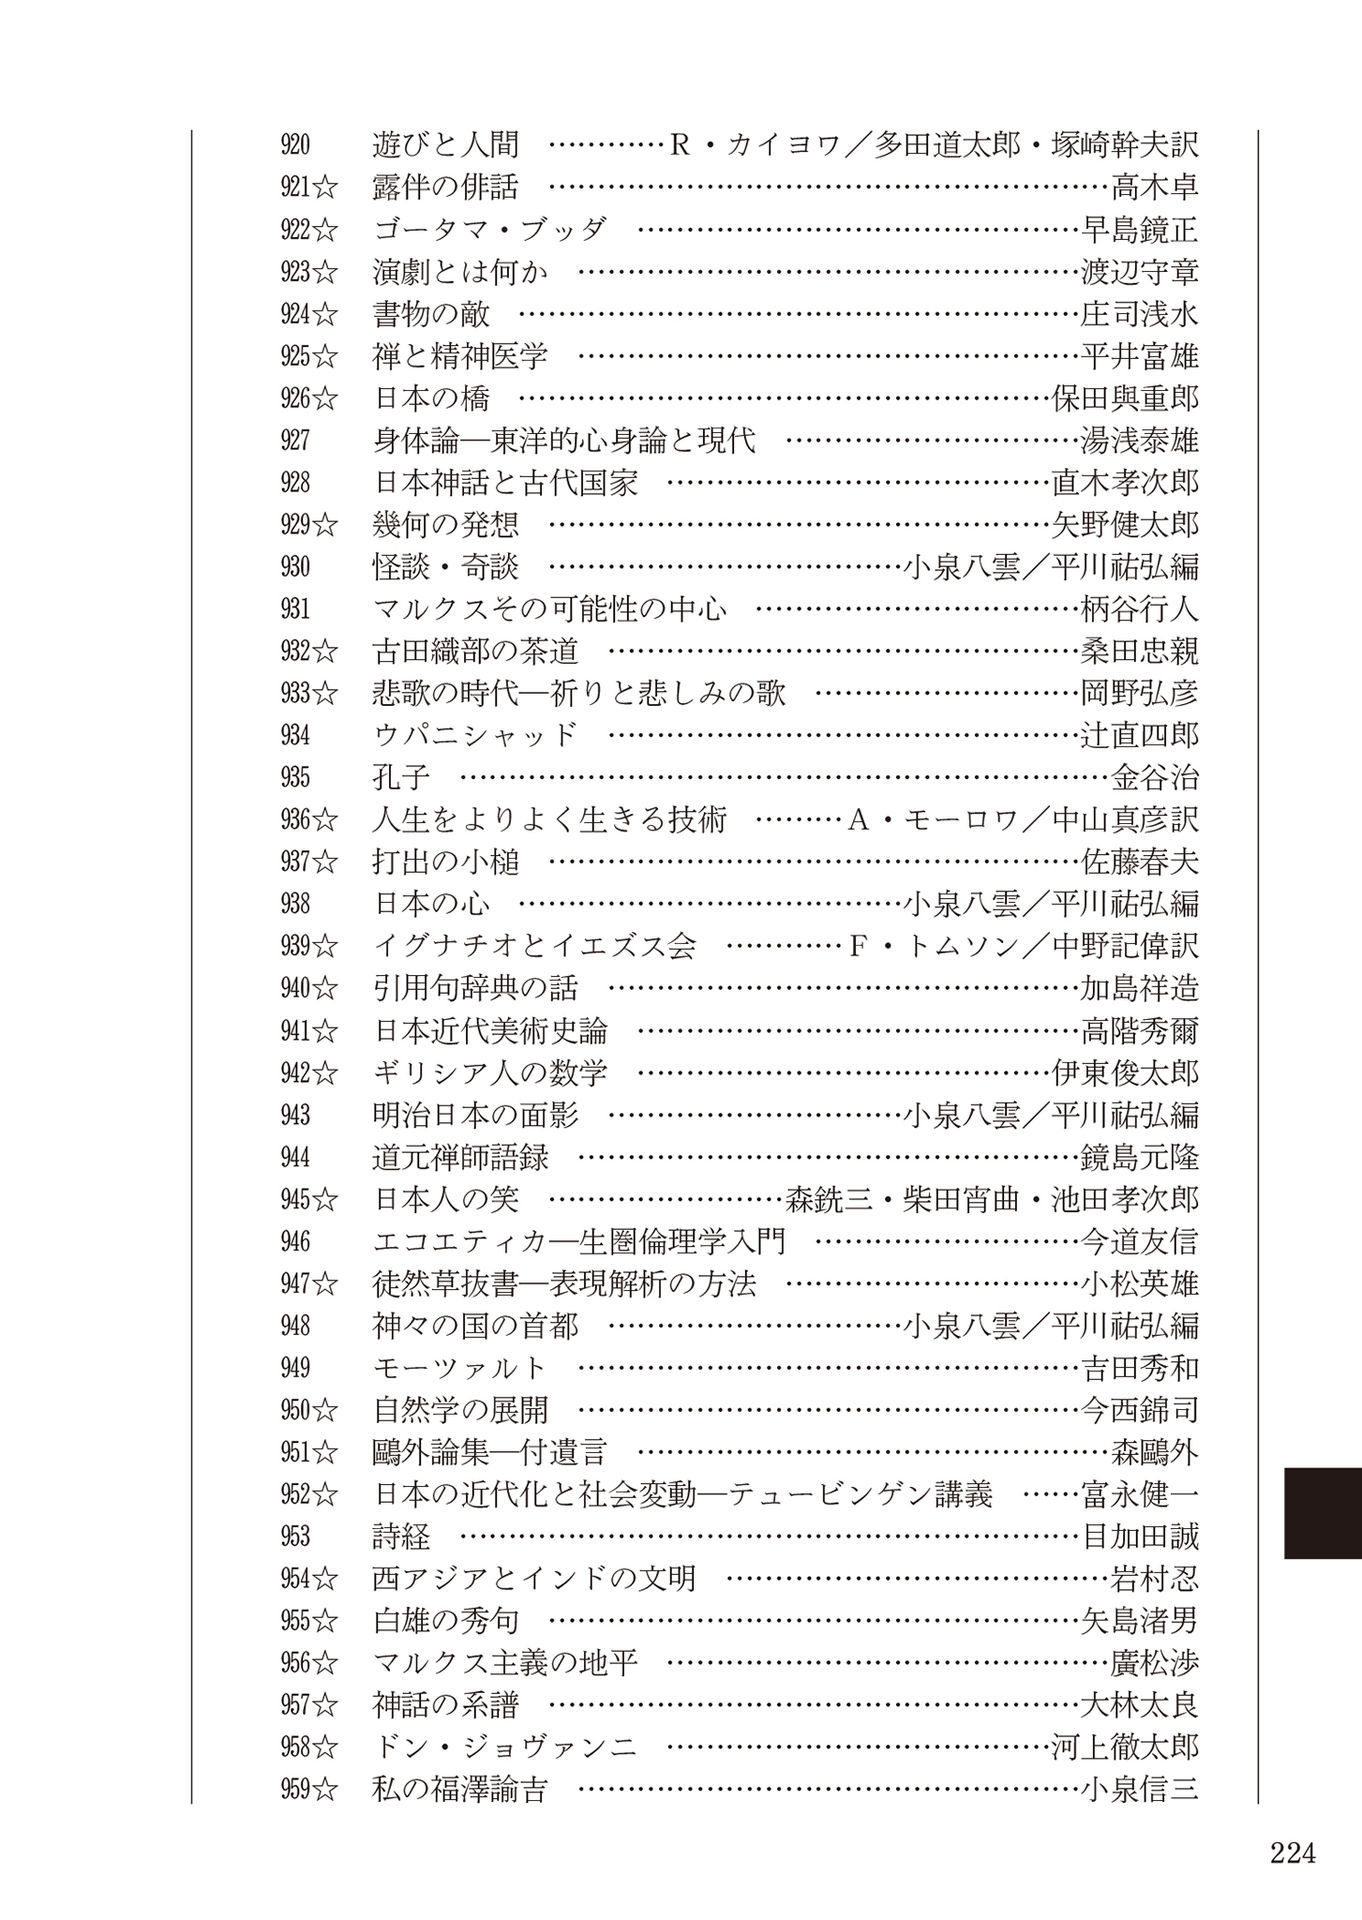 920 遊びと人間 …………R・カイヨワ／多田道太郎・塚崎幹夫訳
921☆ 露伴の俳話 …………………………………………………高木卓
922☆ ゴータマ・ブッダ ………………………………………早島鏡正
923☆ 演劇とは何か ……………………………………………渡辺守章
924☆ 書物の敵 …………………………………………………庄司浅水
925☆ 禅と精神医学 ……………………………………………平井富雄
926☆ 日本の橋 ………………………………………………保田與重郎
927 身体論―東洋的心身論と現代 …………………………湯浅泰雄
928 日本神話と古代国家 …………………………………直木孝次郎
929☆ 幾何の発想 ……………………………………………矢野健太郎
930 怪談・奇談 ………………………………小泉八雲／平川祐弘編
931 マルクスその可能性の中心 ……………………………柄谷行人
932☆ 古田織部の茶道 …………………………………………桑田忠親
933☆ 悲歌の時代―祈りと悲しみの歌 ………………………岡野弘彦
934 ウパニシャッド …………………………………………辻直四郎
935 孔子 …………………………………………………………金谷治
936☆ 人生をよりよく生きる技術 ………A・モーロワ／中山真彦訳
937☆ 打出の小槌 ………………………………………………佐藤春夫
938 日本の心 …………………………………小泉八雲／平川祐弘編
939☆ イグナチオとイエズス会 …………F・トムソン／中野記偉訳
940☆ 引用句辞典の話 …………………………………………加島祥造
941☆ 日本近代美術史論 ………………………………………高階秀爾
942☆ ギリシア人の数学 ……………………………………伊東俊太郎
943 明治日本の面影 …………………………小泉八雲／平川祐弘編
944 道元禅師語録 ……………………………………………鏡島元隆
945☆ 日本人の笑 ……………………森銑三・柴田宵曲・池田孝次郎
946 エコエティカ―生圏倫理学入門 ………………………今道友信
947☆ 徒然草抜書―表現解析の方法 …………………………小松英雄
948 神々の国の首都 …………………………小泉八雲／平川祐弘編
949 モーツァルト ……………………………………………吉田秀和
950☆ 自然学の展開 ……………………………………………今西錦司
951☆ 鷗外論集―付遺言 …………………………………………森鷗外
952☆ 日本の近代化と社会変動―テュービンゲン講義 ……富永健一
953 詩経 ………………………………………………………目加田誠
954☆ 西アジアとインドの文明 …………………………………岩村忍
955☆ 白雄の秀句 ………………………………………………矢島渚男
956☆ マルクス主義の地平 ………………………………………廣松渉
957☆ 神話の系譜 ………………………………………………大林太良
958☆ ドン・ジョヴァンニ …………………………………河上徹太郎
959☆ 私の福澤諭吉 ……………………………………………小泉信三
224